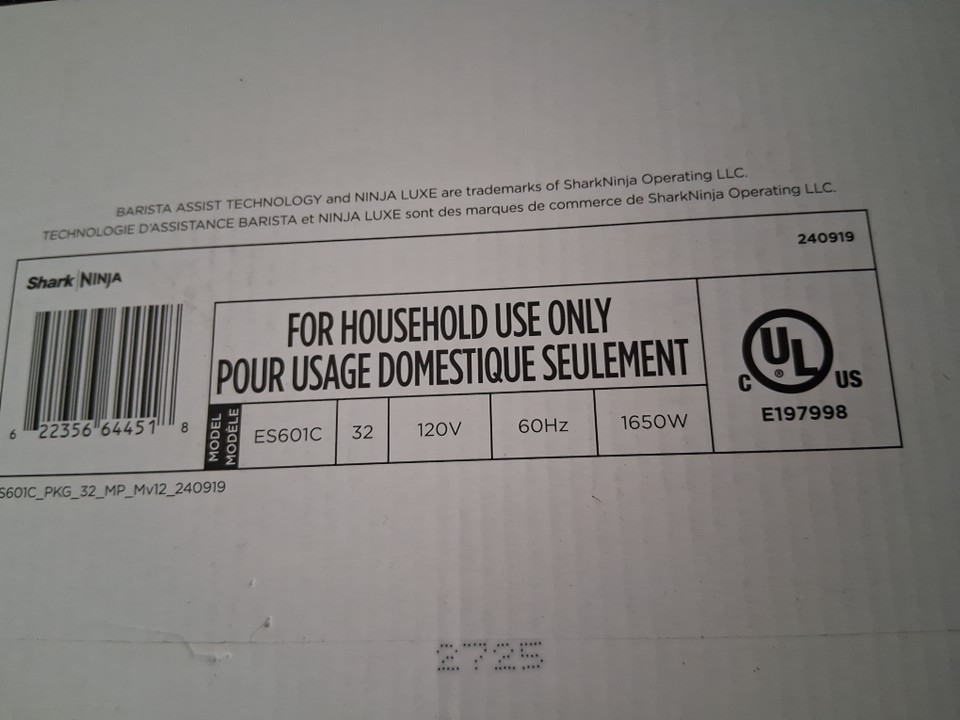 BARISTA ASSIST TECHNOLOGY and NINJA LUXE are trademarks of SharkNinja Operating LLC.
TECHNOLOGIE D'ASSISTANCE BARISTA et NINJA LUXE sont des marques de commerce de SharkNinja Operating LLC.
240919
Shark NINJA
FOR HOUSEHOLD USE ONLY
POUR USAGE DOMESTIQUE SEULEMENT
C UL ® US
E197998
6 22356 64451 8
MODEL
MODÈLE
ES601C 32 120V 60Hz 1650W
S601C_PKG_32_MP_Mv12_240919
2725